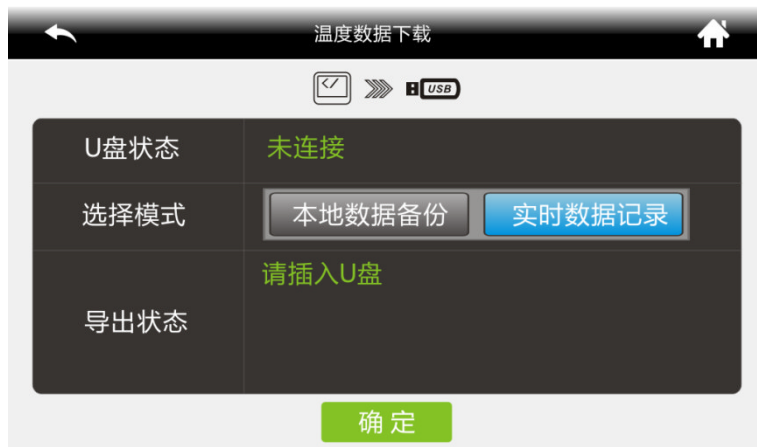 温度数据下载
USB
U盘状态
未连接
选择模式
本地数据备份
实时数据记录
请插入U盘
导出状态
确定